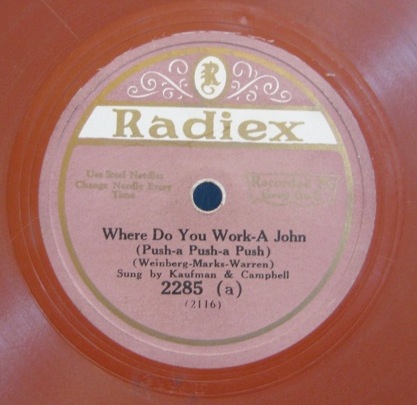 R
Radiex
Use Steel Needles
Change Needle Every
Time
Recorded
Where Do You Work-A John
(Push-a Push-a Push)
(Weinberg-Marks-Warren)
Sung by Kaufman & Campbell
2285 (a)
(2116)